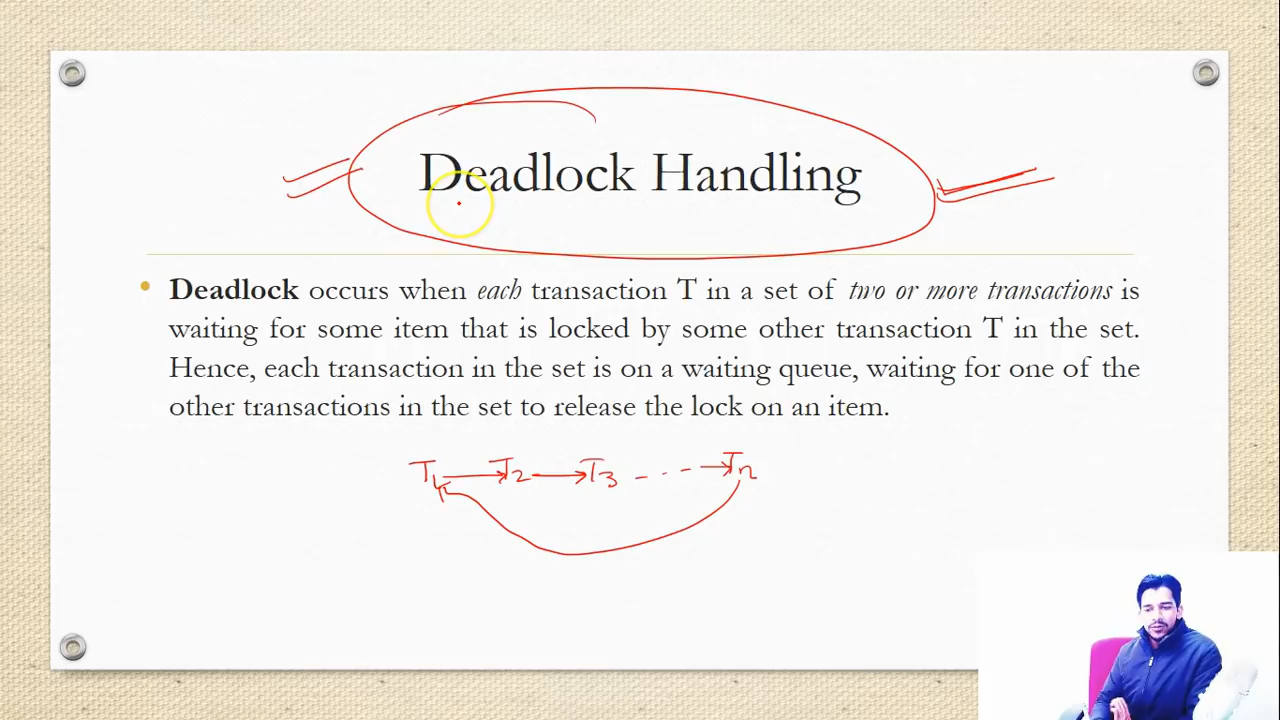 Deadlock Handling
• Deadlock occurs when each transaction T in a set of two or more transactions is
waiting for some item that is locked by some other transaction T in the set.
Hence, each transaction in the set is on a waiting queue, waiting for one of the
other transactions in the set to release the lock on an item.
T1 → T2 → T3 - . - → Tn